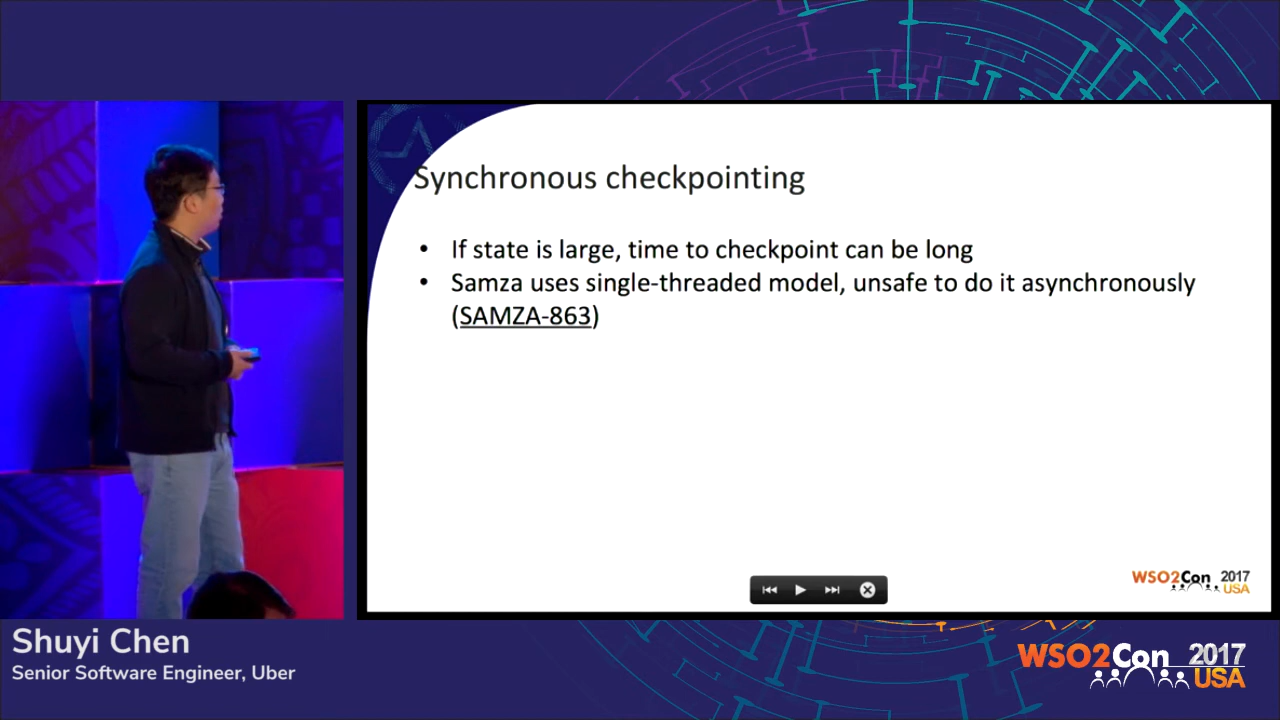 Synchronous checkpointing
• If state is large, time to checkpoint can be long
• Samza uses single-threaded model, unsafe to do it asynchronously
(SAMZA-863)
WSO2Con 2017
USA
Shuyi Chen
Senior Software Engineer, Uber
WSO2Con 2017
USA